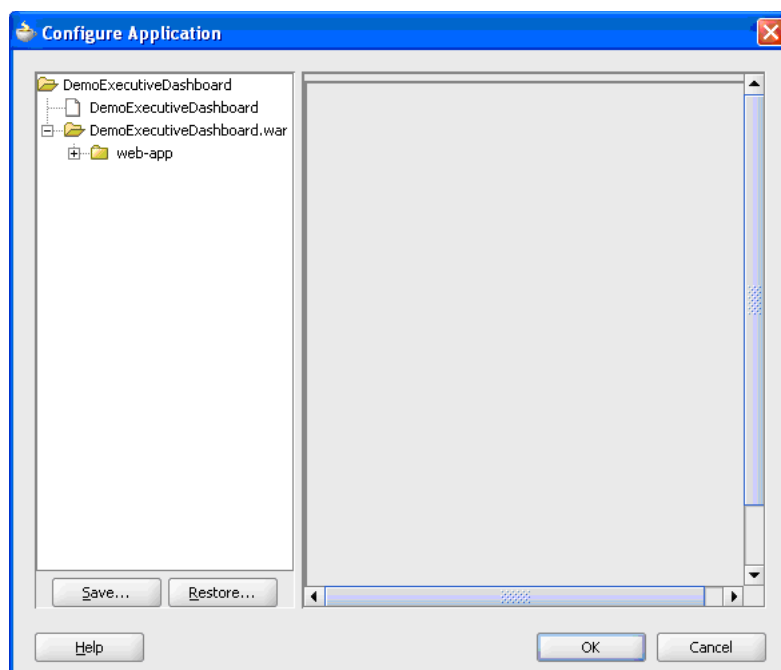 Configure Application
DemoExecutiveDashboard
DemoExecutiveDashboard
DemoExecutiveDashboard.war
web-app
Save... Restore...
Help OK Cancel